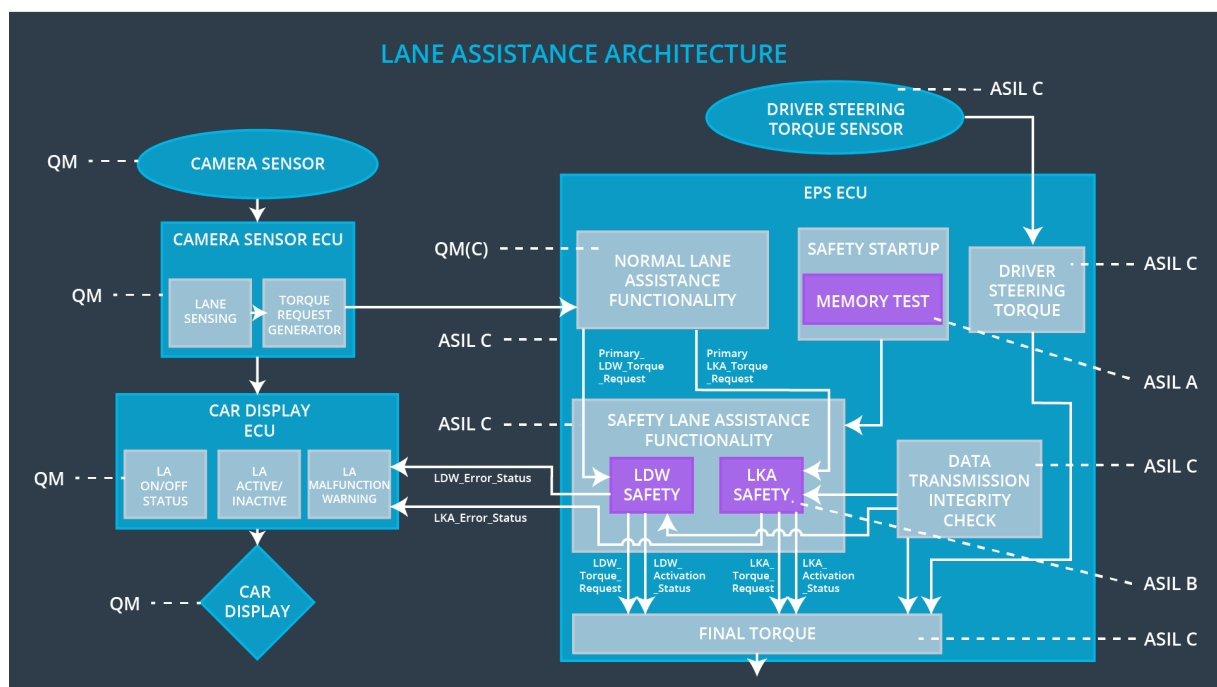 LANE ASSISTANCE ARCHITECTURE
ASIL C
DRIVER STEERING
TORQUE SENSOR
QM
CAMERA SENSOR
EPS ECU
CAMERA SENSOR ECU
QM(C)
NORMAL LANE
ASSISTANCE
FUNCTIONALITY
SAFETY STARTUP
MEMORY TEST
DRIVER
STEERING
TORQUE
ASIL C
QM
LANE
SENSING
TORQUE
REQUEST
GENERATOR
ASIL C
Primary_
LDW_Torque
_Request
Primary
LKA_Torque
_Request
ASIL A
CAR DISPLAY
ECU
ASIL C
SAFETY LANE ASSISTANCE
FUNCTIONALITY
QM
LA
ON/OFF
STATUS
LA
ACTIVE/
INACTIVE
LA
MALFUNCTION
WARNING
LDW_Error_Status
LKA_Error_Status
LDW
SAFETY
LKA
SAFETY
DATA
TRANSMISSION
INTEGRITY
CHECK
ASIL C
LDW_
Torque_
Request
LDW_
Activation
_Status
LKA_
Torque_
Request
LKA_
Activation
_Status
ASIL B
QM
CAR
DISPLAY
FINAL TORQUE
ASIL C